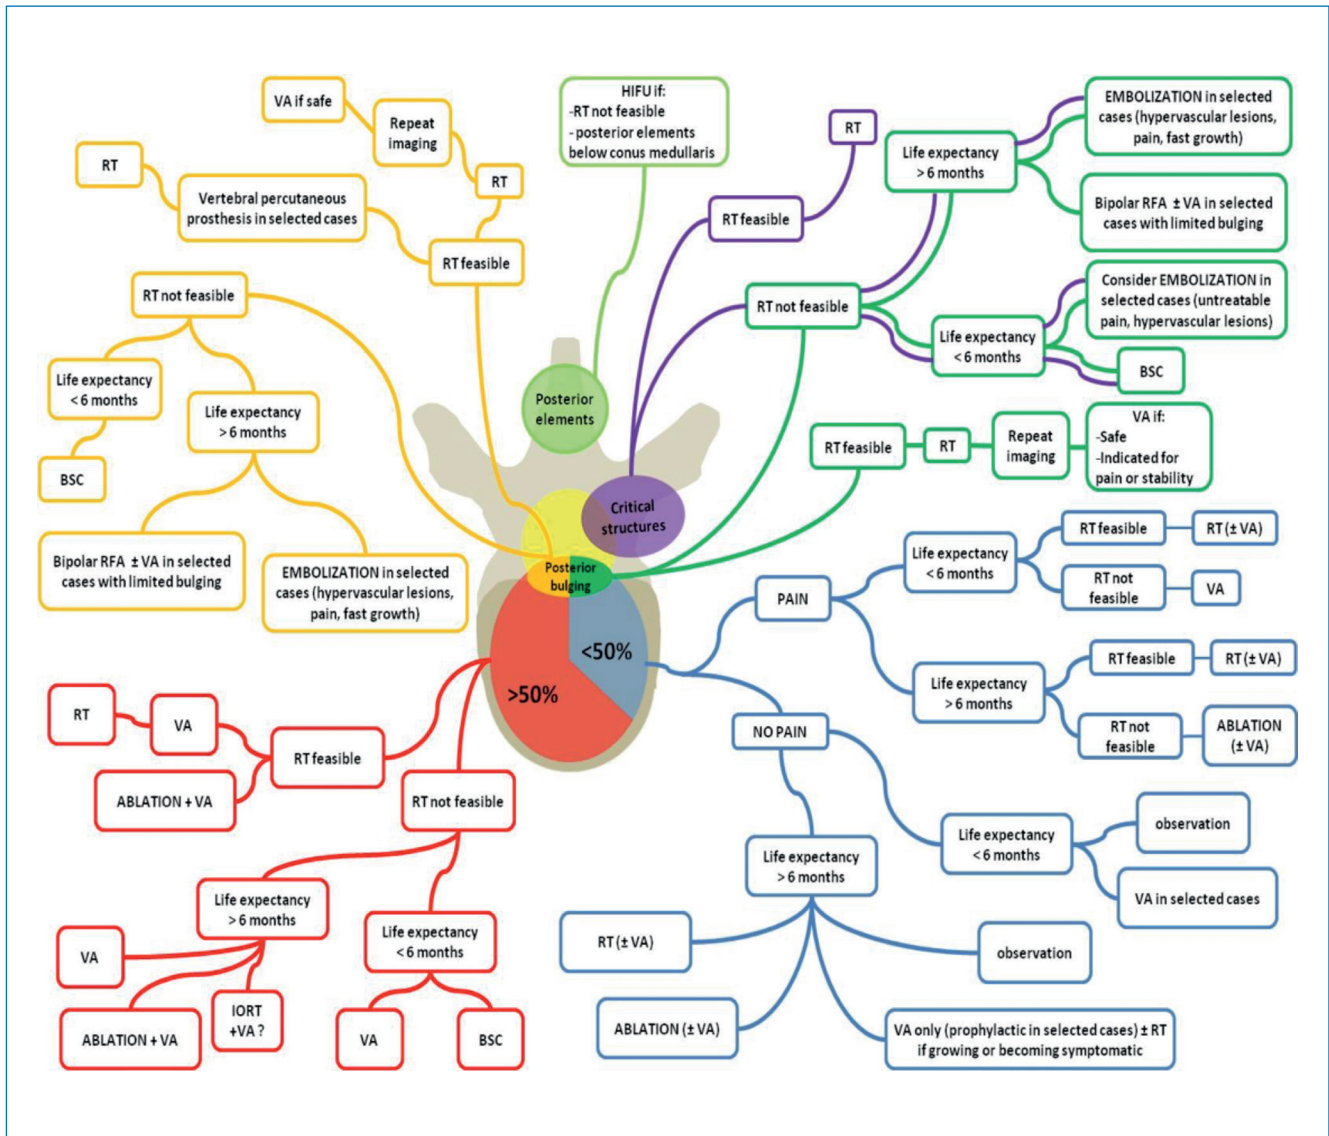 VA if safe
Repeat
imaging
RT
RT
Vertebral percutaneous
prosthesis in selected cases
RT feasible
RT not feasible
Life expectancy
< 6 months
Life expectancy
> 6 months
BSC
Bipolar RFA ± VA in selected
cases with limited bulging
EMBOLIZATION in selected
cases (hypervascular lesions,
pain, fast growth)
HIFU if:
-RT not feasible
- posterior elements
below conus medullaris
Posterior
elements
Critical
structures
Posterior
bulging
<50%
>50%
RT
RT feasible
RT not feasible
Life expectancy
> 6 months
EMBOLIZATION in selected
cases (hypervascular lesions,
pain, fast growth)
Bipolar RFA ± VA in selected
cases with limited bulging
Life expectancy
< 6 months
Consider EMBOLIZATION in
selected cases (untreatable
pain, hypervascular lesions)
BSC
RT feasible
RT
Repeat
imaging
VA if:
-Safe
-Indicated for
pain or stability
PAIN
Life expectancy
< 6 months
RT feasible
RT (± VA)
RT not
feasible
VA
Life expectancy
> 6 months
RT feasible
RT (± VA)
RT not
feasible
ABLATION
(± VA)
NO PAIN
Life expectancy
< 6 months
observation
VA in selected cases
Life expectancy
> 6 months
RT (± VA)
ABLATION (± VA)
VA only (prophylactic in selected cases) ± RT
if growing or becoming symptomatic
observation
RT
VA
RT feasible
ABLATION + VA
RT not feasible
Life expectancy
> 6 months
VA
ABLATION + VA
IORT
+VA ?
Life expectancy
< 6 months
VA
BSC